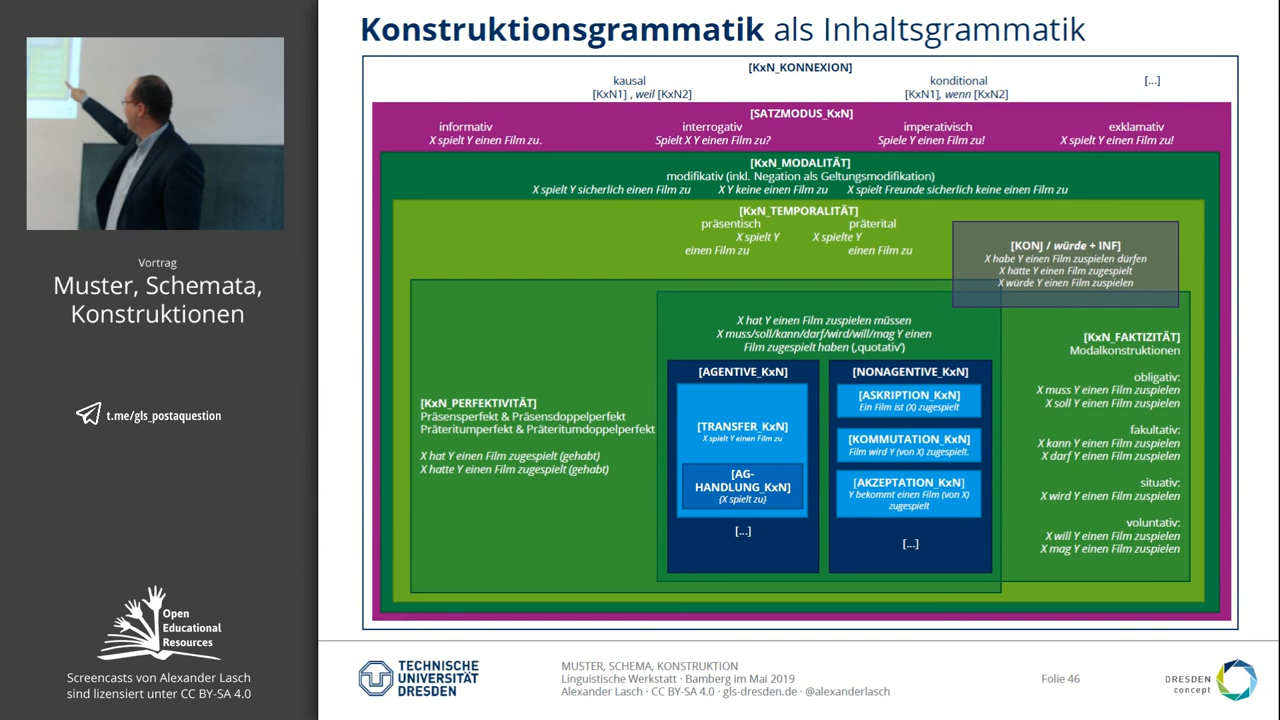 Konstruktionsgrammatik als Inhaltsgrammatik
[KxN_KONNEXION]
kausal
[KxN1] , weil [KxN2]
konditional
[KxN1], wenn [KxN2]
[...]
[SATZMODUS_KxN]
informativ
X spielt Y einen Film zu.
interrogativ
Spielt X Y einen Film zu?
imperativisch
Spiele Y einen Film zu!
exklamativ
X spielt Y einen Film zu!
[KxN_MODALITÄT]
modifikativ (inkl. Negation als Geltungsmodifikation)
X spielt Y sicherlich einen Film zu X Y keine einen Film zu X spielt Freunde sicherlich keine einen Film zu
[KxN_TEMPORALITÄT]
präsentisch
X spielt Y
einen Film zu
präterital
X spielte Y
einen Film zu
[KONJ / würde + INF]
X habe Y einen Film zuspielen dürfen
X hätte Y einen Film zugespielt
X würde Y einen Film zuspielen
X hat Y einen Film zuspielen müssen
X muss/soll/kann/darf/wird/will/mag Y einen
Film zugespielt haben (‚quotativ‘)
[KxN_PERFEKTIVITÄT]
Präsensperfekt & Präsensdoppelperfekt
Präteritumperfekt & Präteritumdoppelperfekt
X hat Y einen Film zugespielt (gehabt)
X hatte Y einen Film zugespielt (gehabt)
[AGENTIVE_KxN]
[TRANSFER_KxN]
X spielt Y einen Film zu
[AG-
HANDLUNG_KxN]
{X spielt zu}
[...]
[NONAGENTIVE_KxN]
[ASKRIPTION_KxN]
Ein Film ist (X) zugespielt
[KOMMUTATION_KxN]
Film wird Y (von X) zugespielt.
[AKZEPTATION_KxN]
Y bekommt einen Film (von X)
zugespielt
[...]
[KxN_FAKTIZITÄT]
Modalkonstruktionen
obligativ:
X muss Y einen Film zuspielen
X soll Y einen Film zuspielen
fakultativ:
X kann Y einen Film zuspielen
X darf Y einen Film zuspielen
situativ:
X wird Y einen Film zuspielen
voluntativ:
X will Y einen Film zuspielen
X mag Y einen Film zuspielen
Vortrag
Muster, Schemata,
Konstruktionen
t.me/gls_postaquestion
Open
Educational
Resources
Screencasts von Alexander Lasch
sind lizensiert unter CC BY-SA 4.0
TECHNISCHE
UNIVERSITÄT
DRESDEN
MUSTER, SCHEMA, KONSTRUKTION
Linguistische Werkstatt · Bamberg im Mai 2019
Alexander Lasch · CC BY-SA 4.0 · gls-dresden.de · @alexanderlasch
Folie 46
DRESDEN
concept